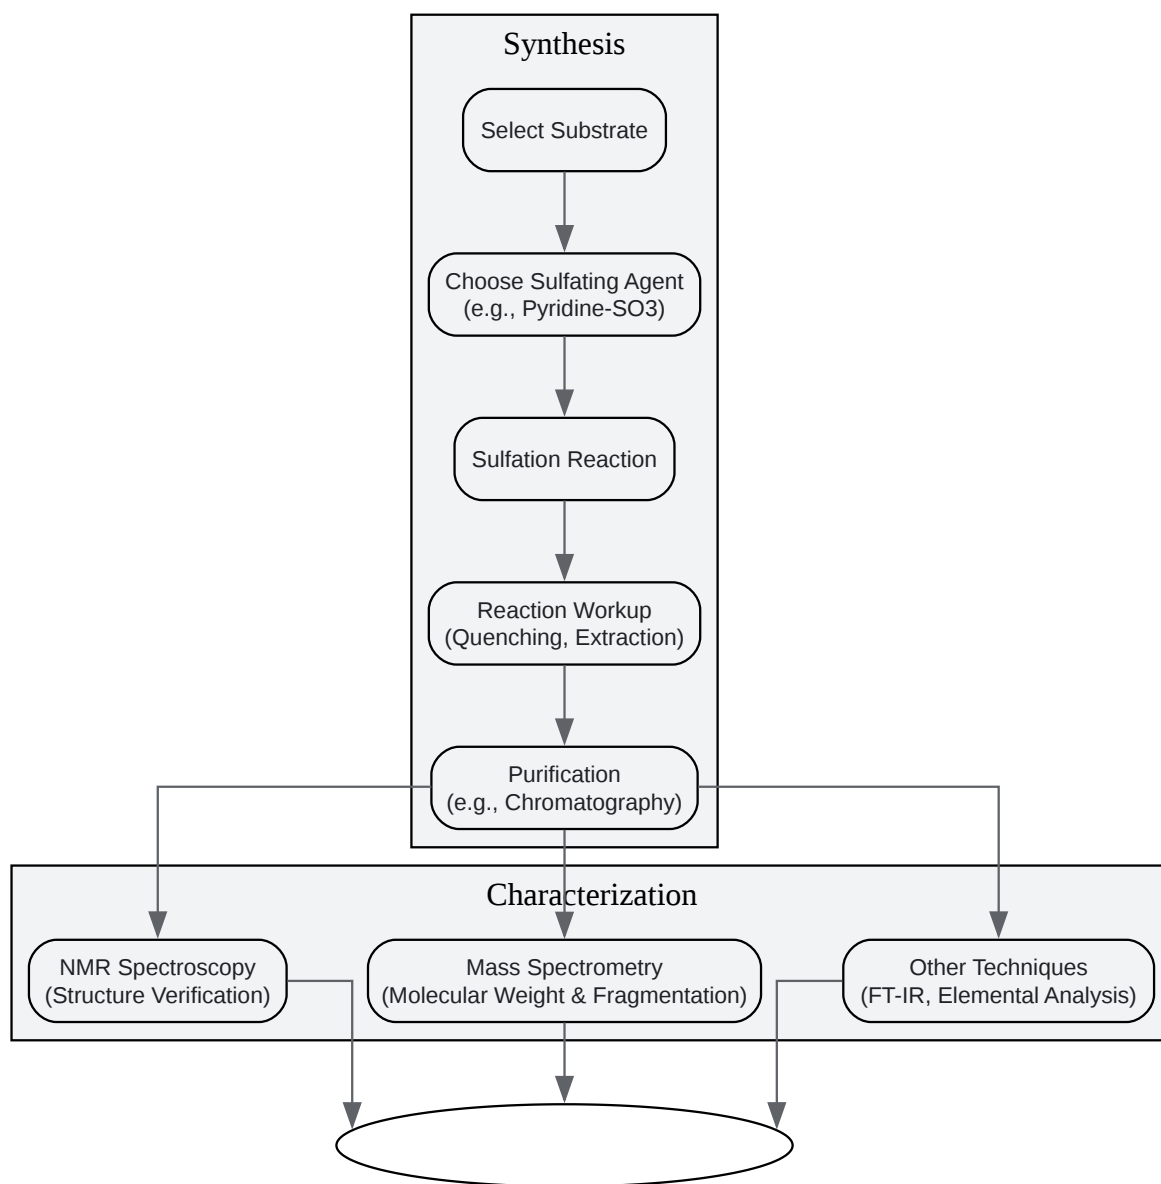 Synthesis
Select Substrate
Choose Sulfating Agent
(e.g., Pyridine-SO3)
Sulfation Reaction
Reaction Workup
(Quenching, Extraction)
Purification
(e.g., Chromatography)
Characterization
NMR Spectroscopy
(Structure Verification)
Mass Spectrometry
(Molecular Weight & Fragmentation)
Other Techniques
(FT-IR, Elemental Analysis)